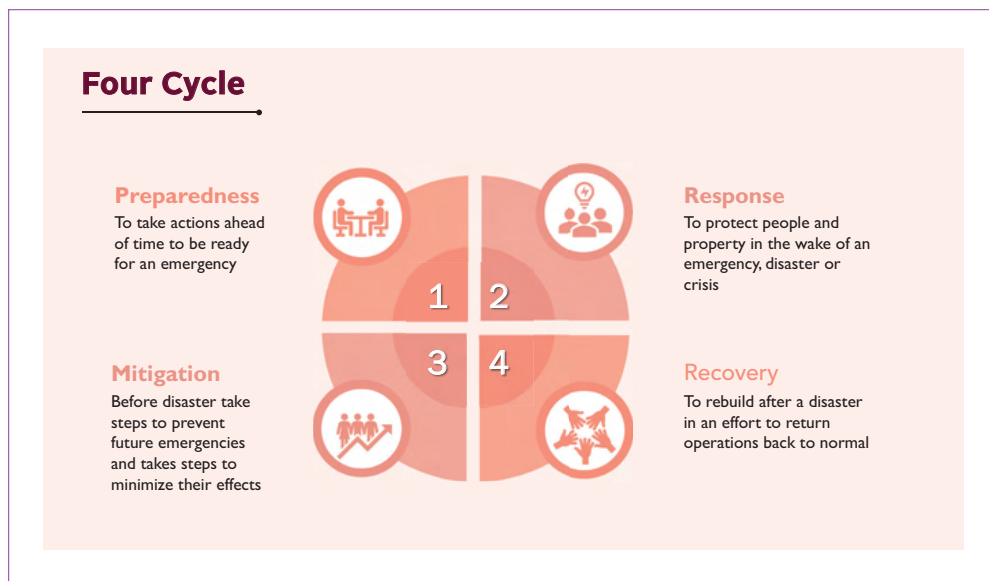 Four Cycle
Preparedness
To take actions ahead
of time to be ready
for an emergency
Response
To protect people and
property in the wake of an
emergency, disaster or
crisis
1
2
3
4
Mitigation
Before disaster take
steps to prevent
future emergencies
and takes steps to
minimize their effects
Recovery
To rebuild after a disaster
in an effort to return
operations back to normal